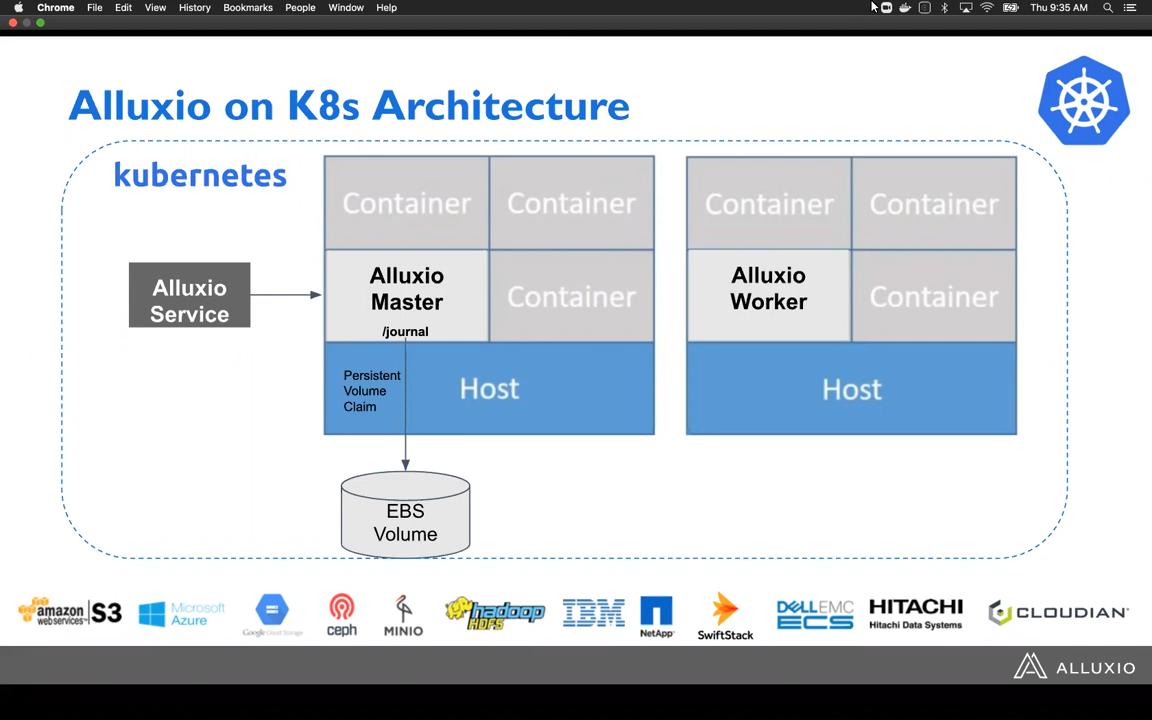 Chrome File Edit View History Bookmarks People Window Help Thu 9:35 AM
Alluxio on K8s Architecture
kubernetes
Container Container Container Container
Alluxio
Service
Alluxio
Master
/journal
Container
Alluxio
Worker
Container
Persistent
Volume
Claim
Host
Host
EBS
Volume
amazon
web services
S3
Microsoft
Azure
Google Cloud Storage
ceph
MINIO
hadoop
HDFS
IBM
NetApp
SwiftStack
DELL EMC
ECS
HITACHI
Hitachi Data Systems
CLOUDIAN
ALLUXIO